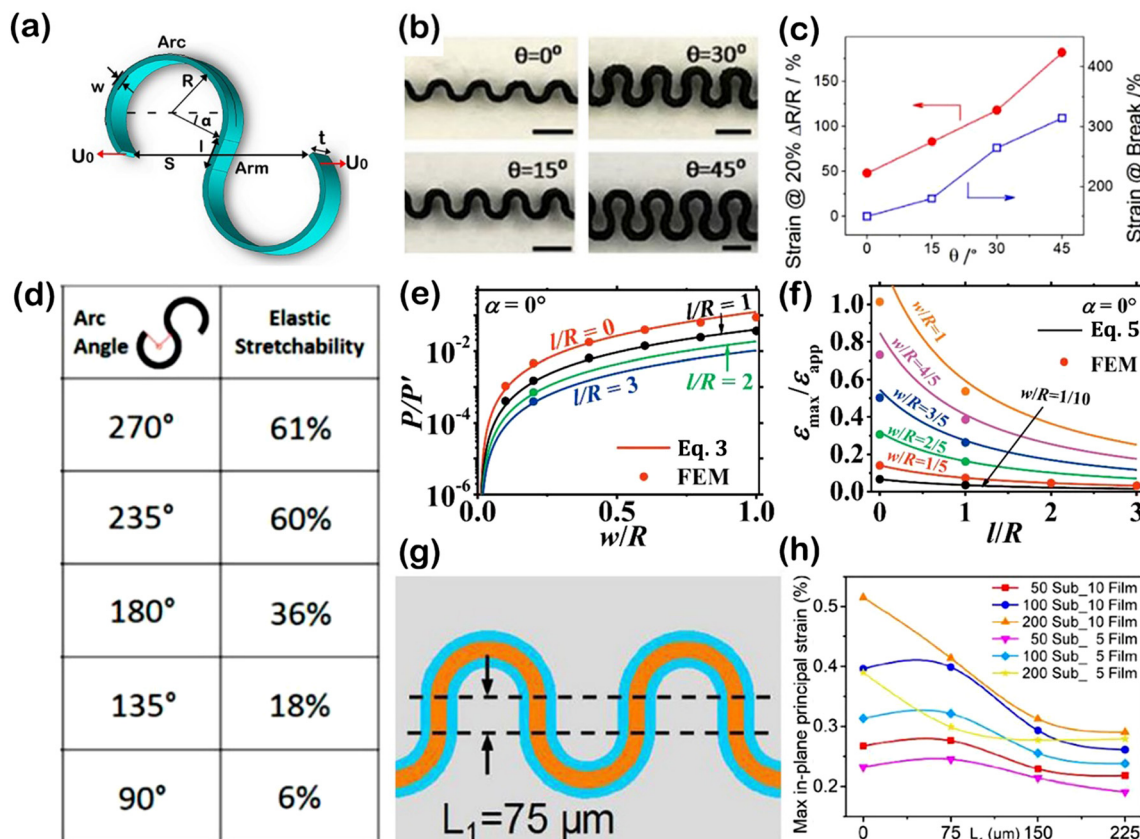 (a)
Arc
w
R
α
l
t
U₀
S
Arm
U₀
(b)
θ=0°
θ=30°
θ=15°
θ=45°
(c)
Strain @ 20% ΔR/R / %
150
100
50
0
400
300
200
Strain @ Break /%
0 15 30 45
θ /°
(d)
Arc Elastic
Angle Stretchability
270° 61%
235° 60%
180° 36%
135° 18%
90° 6%
(e)
α = 0°
l/R = 0
l/R = 1
l/R = 2
l/R = 3
P/P'
10⁻²
10⁻⁴
10⁻⁶
Eq. 3
FEM
0.0 0.5 1.0
w/R
(f)
α = 0°
Eq. 5
FEM
w/R=1
w/R=4/5
w/R=3/5
w/R=2/5
w/R=1/5
w/R=1/10
εmax/εapp
1.0
0.8
0.6
0.4
0.2
0.0
0 1 2 3
l/R
(g)
L₁=75 µm
(h)
Max in-plane principal strain (%)
0.5
0.4
0.3
0.2
50 Sub_10 Film
100 Sub_10 Film
200 Sub_10 Film
50 Sub_ 5 Film
100 Sub_ 5 Film
200 Sub_ 5 Film
0 75 150 225
(um)